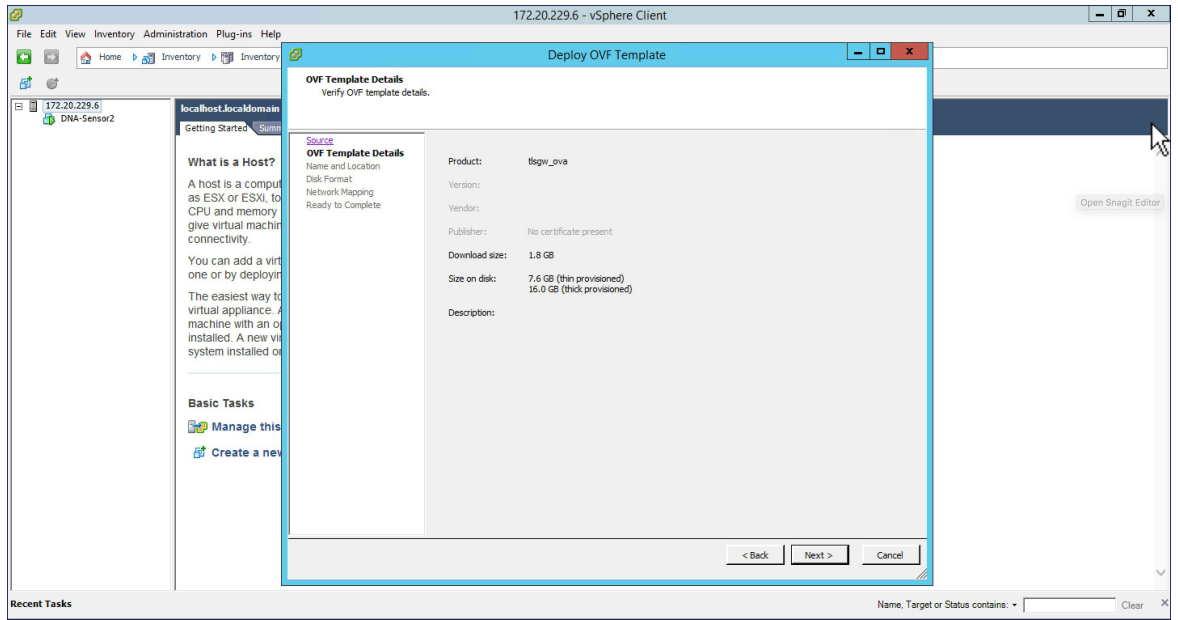 172.20.229.6 - vSphere Client
File Edit View Inventory Administration Plug-ins Help
Home Inventory Inventory
172.20.229.6
DNA-Sensor2
localhost.localdomain
Getting Started Summ
What is a Host?
A host is a comput
as ESX or ESXi, to
CPU and memory
give virtual machin
connectivity.
You can add a virt
one or by deployin
The easiest way to
virtual appliance. A
machine with an op
installed. A new vir
system installed or
Basic Tasks
Manage this
Create a new
Deploy OVF Template
OVF Template Details
Verify OVF template details.
Source
OVF Template Details
Name and Location
Disk Format
Network Mapping
Ready to Complete
Product: tlsgw_ova
Version:
Vendor:
Publisher: No certificate present
Download size: 1.8 GB
Size on disk: 7.6 GB (thin provisioned)
16.0 GB (thick provisioned)
Description:
< Back Next > Cancel
Open Snagit Editor
Recent Tasks
Name, Target or Status contains: Clear